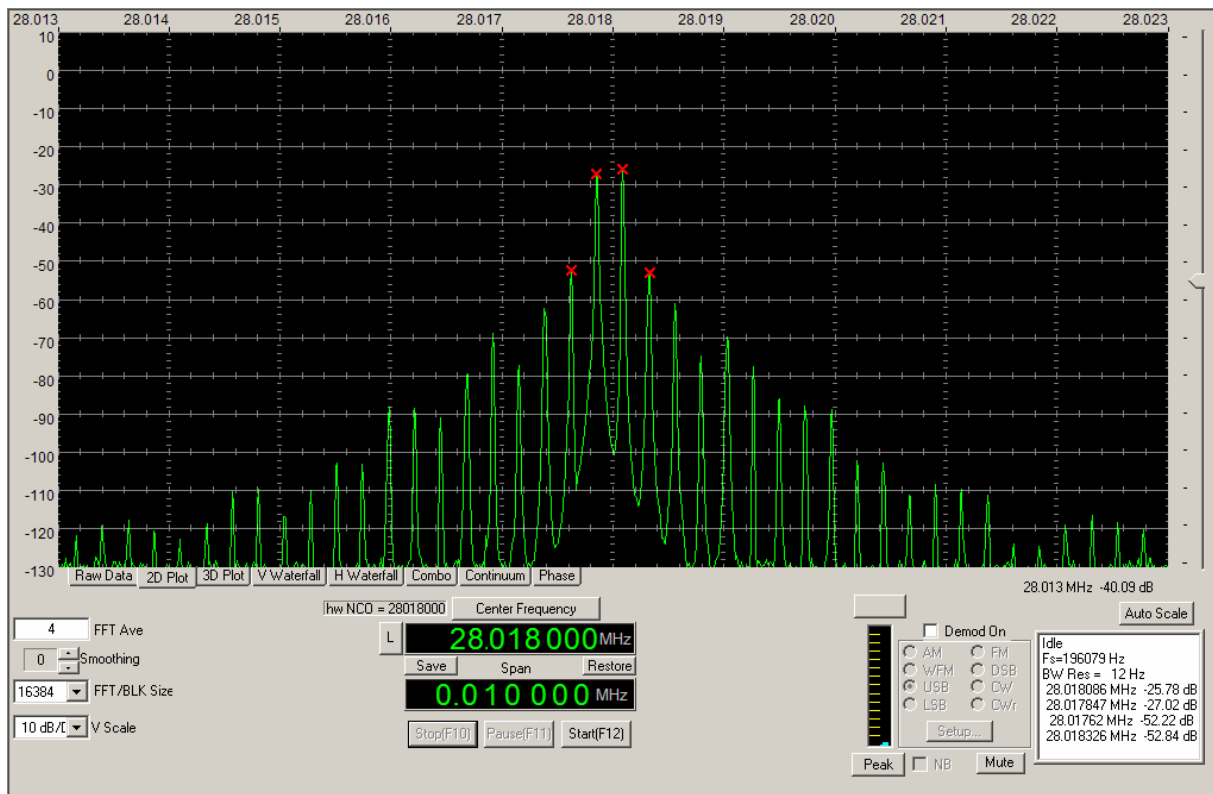 28.013 28.014 28.015 28.016 28.017 28.018 28.019 28.020 28.021 28.022 28.023
10
0
-10
-20
-30
-40
-50
-60
-70
-80
-90
-100
-110
-120
-130
Raw Data 2D Plot 3D Plot V Waterfall H Waterfall Combo Continuum Phase
28.013 MHz -40.09 dB
hw NCO = 28018000 Center Frequency
Auto Scale
4 FFT Ave
L 28.018 000 MHz
Demod On
0 Smoothing
Save Span Restore
AM FM
WFM DSB
USB CW
LSB CWr
Setup...
16384 FFT/BLK Size
0.010 000 MHz
10 dB/D V Scale
Stop(F10) Pause(F11) Start(F12)
Peak NB Mute
Idle
Fs=196079 Hz
BW Res = 12 Hz
28.018086 MHz -25.78 dB
28.017847 MHz -27.02 dB
28.01762 MHz -52.22 dB
28.018326 MHz -52.84 dB